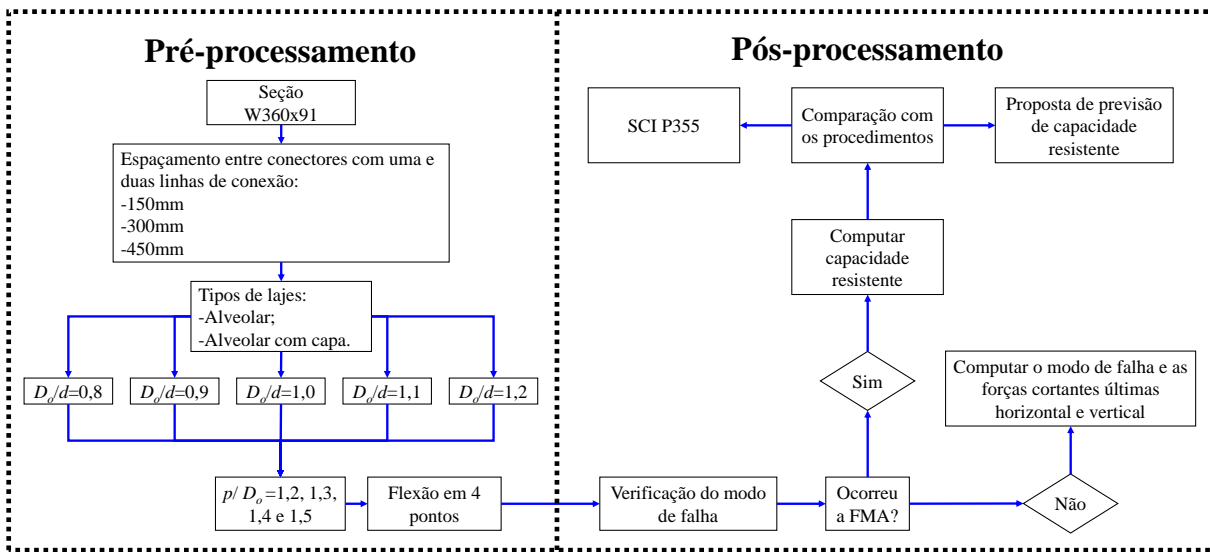 Pré-processamento
Seção
W360x91
Espaçamento entre conectores com uma e
duas linhas de conexão:
-150mm
-300mm
-450mm
Tipos de lajes:
-Alveolar;
-Alveolar com capa.
Do/d=0,8
Do/d=0,9
Do/d=1,0
Do/d=1,1
Do/d=1,2
p/ Do =1,2, 1,3,
1,4 e 1,5
Flexão em 4
pontos
Pós-processamento
SCI P355
Comparação com
os procedimentos
Proposta de previsão
de capacidade
resistente
Computar
capacidade
resistente
Sim
Computar o modo de falha e as
forças cortantes últimas
horizontal e vertical
Verificação do modo
de falha
Ocorreu
a FMA?
Não